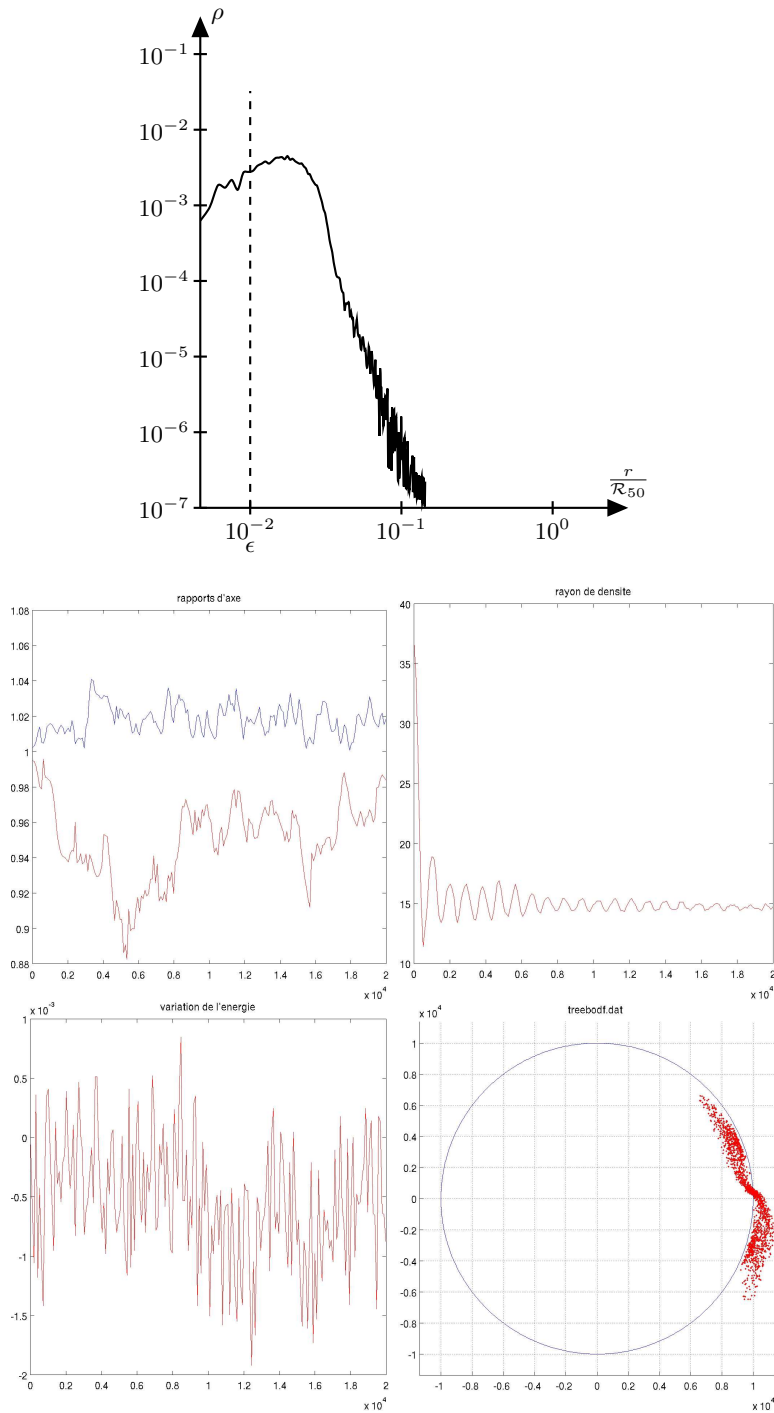 ρ
10^-1
10^-2
10^-3
10^-4
10^-5
10^-6
10^-7
r/R_50
10^-2 10^-1 10^0
ϵ
rapports d'axe
1.08
1.06
1.04
1.02
1
0.98
0.96
0.94
0.92
0.9
0.88
0 0.2 0.4 0.6 0.8 1 1.2 1.4 1.6 1.8 2
x 10^4
rayon de densite
40
35
30
25
20
15
10
0 0.2 0.4 0.6 0.8 1 1.2 1.4 1.6 1.8 2
x 10^4
variation de l'energie
x 10^-3
1
0.5
0
-0.5
-1
-1.5
-2
0 0.2 0.4 0.6 0.8 1 1.2 1.4 1.6 1.8 2
x 10^4
treebodf.dat
x 10^4
1
0.8
0.6
0.4
0.2
0
-0.2
-0.4
-0.6
-0.8
-1
-1 -0.8 -0.6 -0.4 -0.2 0 0.2 0.4 0.6 0.8 1
x 10^4